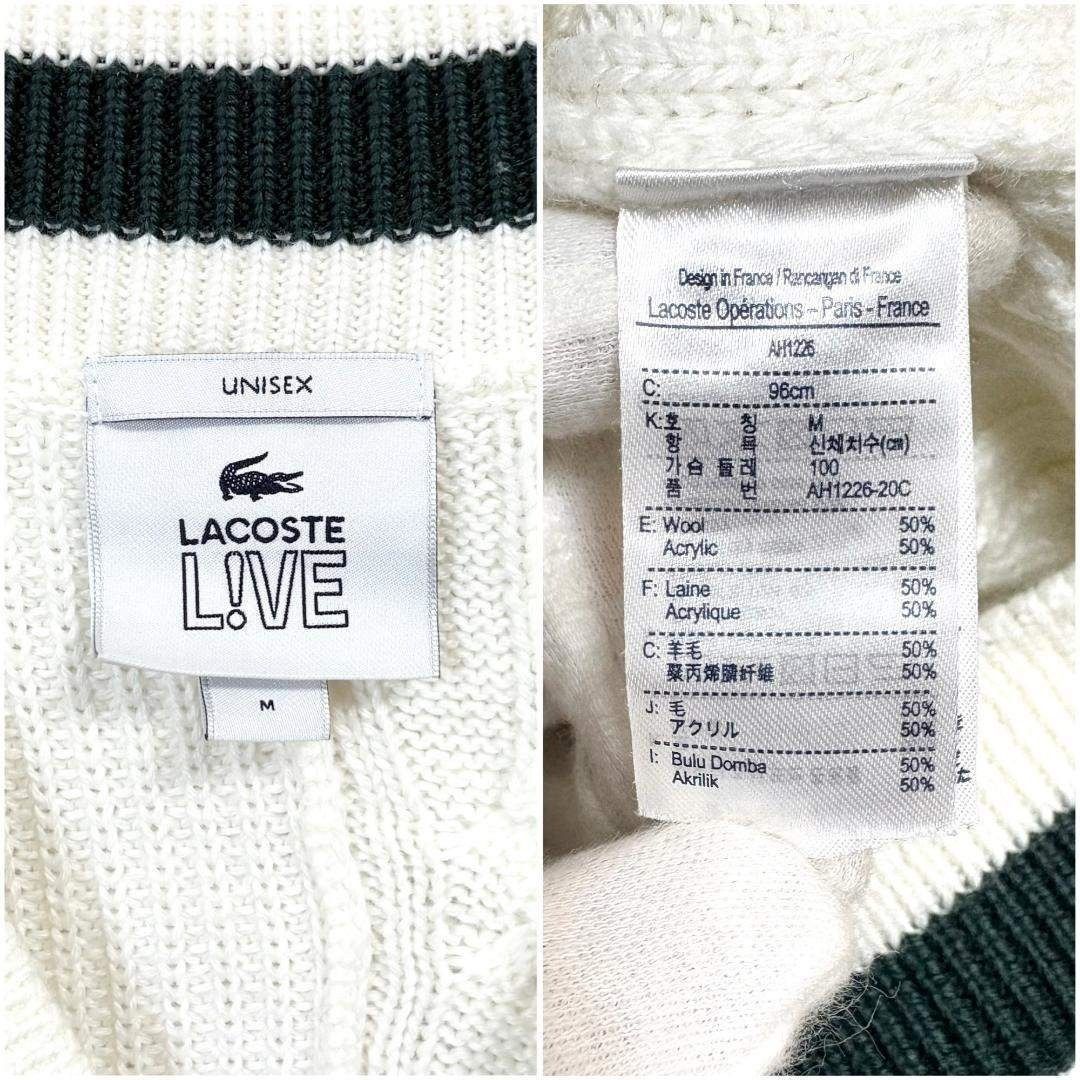 UNISEX
LACOSTE
L!VE
M
Design in France / Rancangan di France
Lacoste Opérations - Paris - France
AH1226
C: 96cm
K: 호 칭 M
항 목 신체치수(㎝)
가슴 둘레 100
품 번 AH1226-20C
E: Wool 50%
Acrylic 50%
F: Laine 50%
Acrylique 50%
C: 羊毛 50%
聚丙烯腈纤维 50%
J: 毛 50%
アクリル 50%
I: Bulu Domba 50%
Akrilik 50%